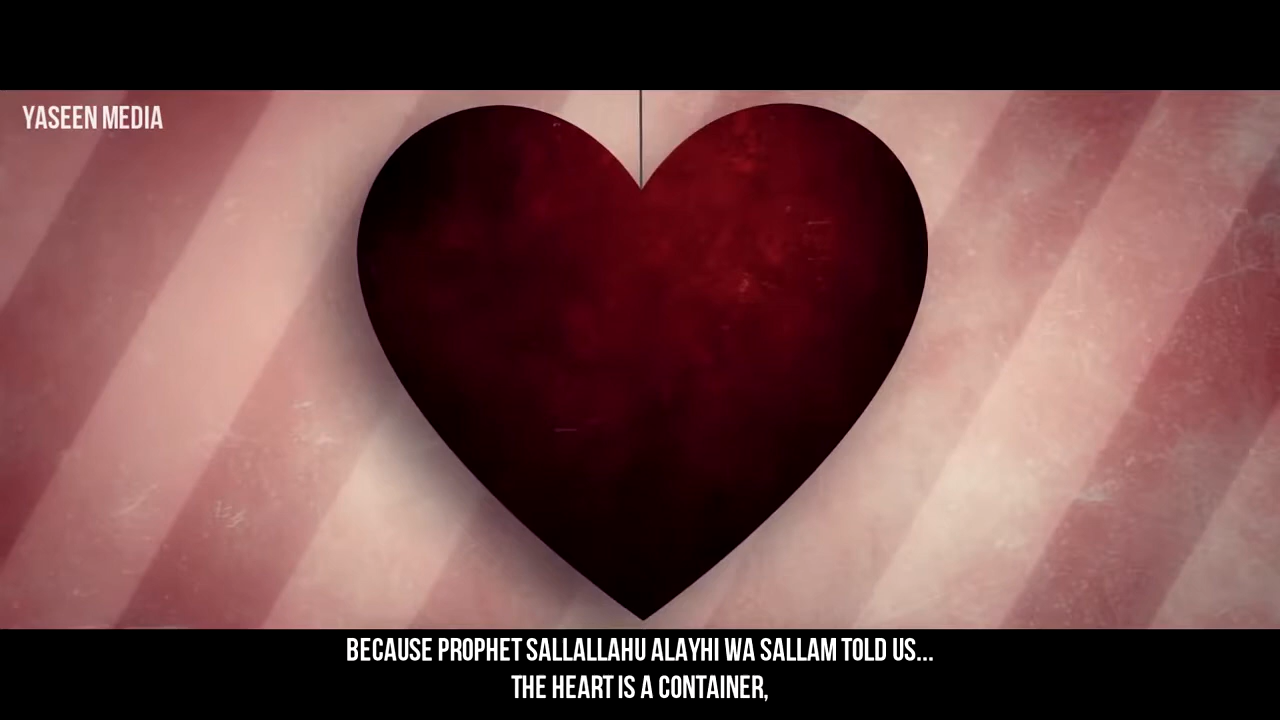 YASEEN MEDIA
BECAUSE PROPHET SALLALLAHU ALAYHI WA SALLAM TOLD US...
THE HEART IS A CONTAINER,